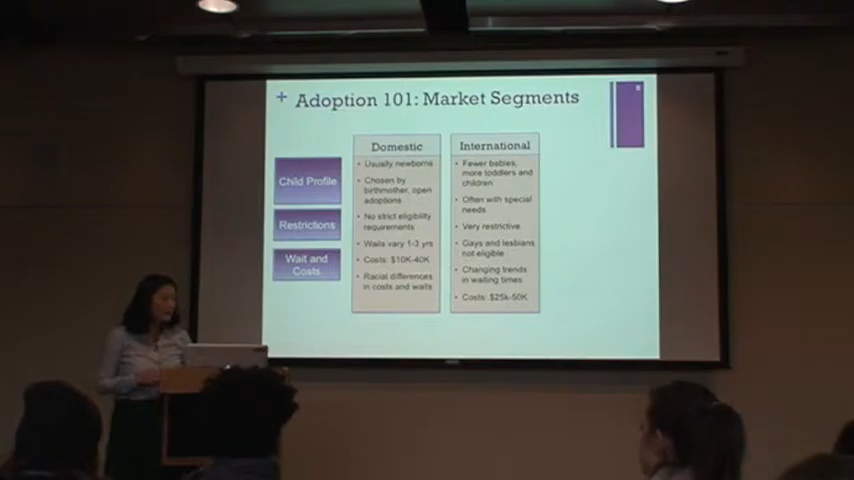 + Adoption 101: Market Segments
8
Child Profile
Restrictions
Wait and
Costs
Domestic
• Usually newborns
• Chosen by
birthmother, open
adoptions
• No strict eligibility
requirements
• Waits vary 1-3 yrs
• Costs: $10K-40K
• Racial differences
in costs and waits
International
• Fewer babies,
more toddlers and
children
• Often with special
needs
• Very restrictive
• Gays and lesbians
not eligible
• Changing trends
in waiting times
• Costs: $25k-50K